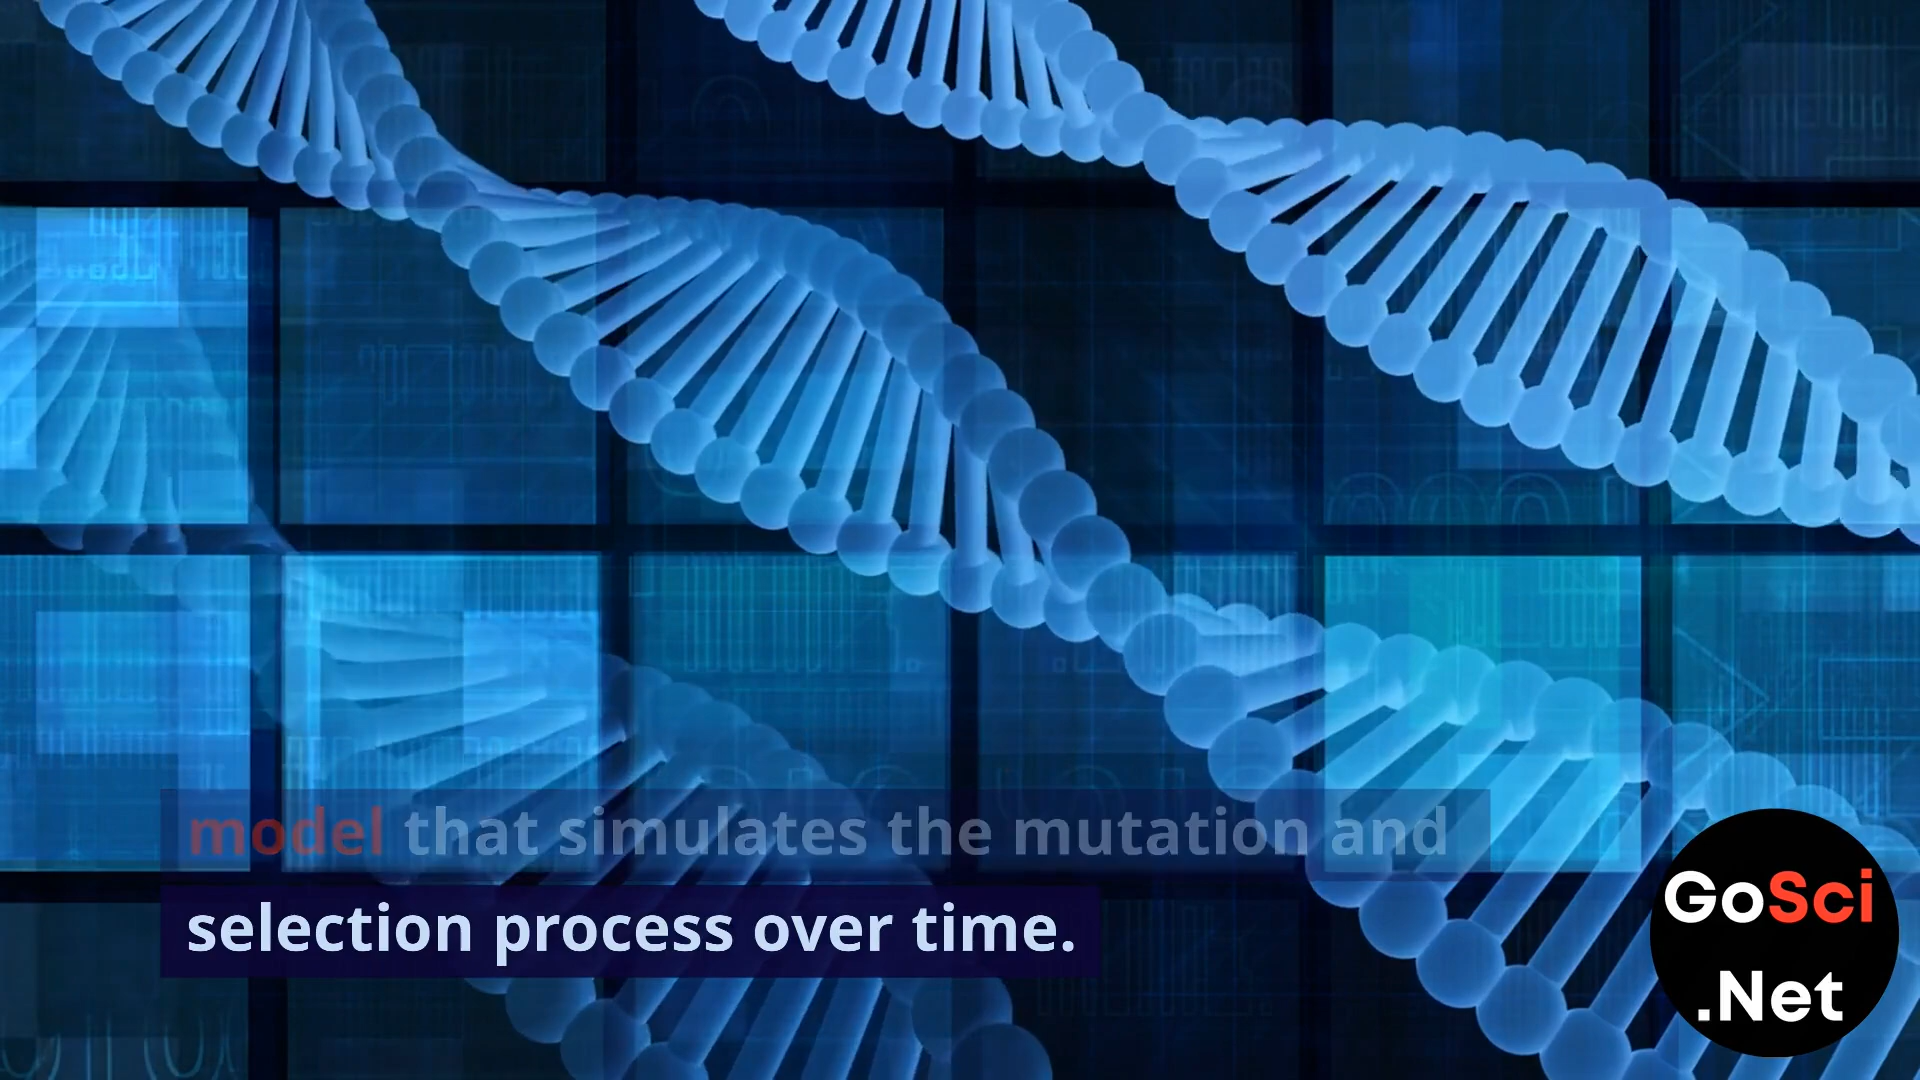 model that simulates the mutation and
selection process over time.
GoSci
.Net